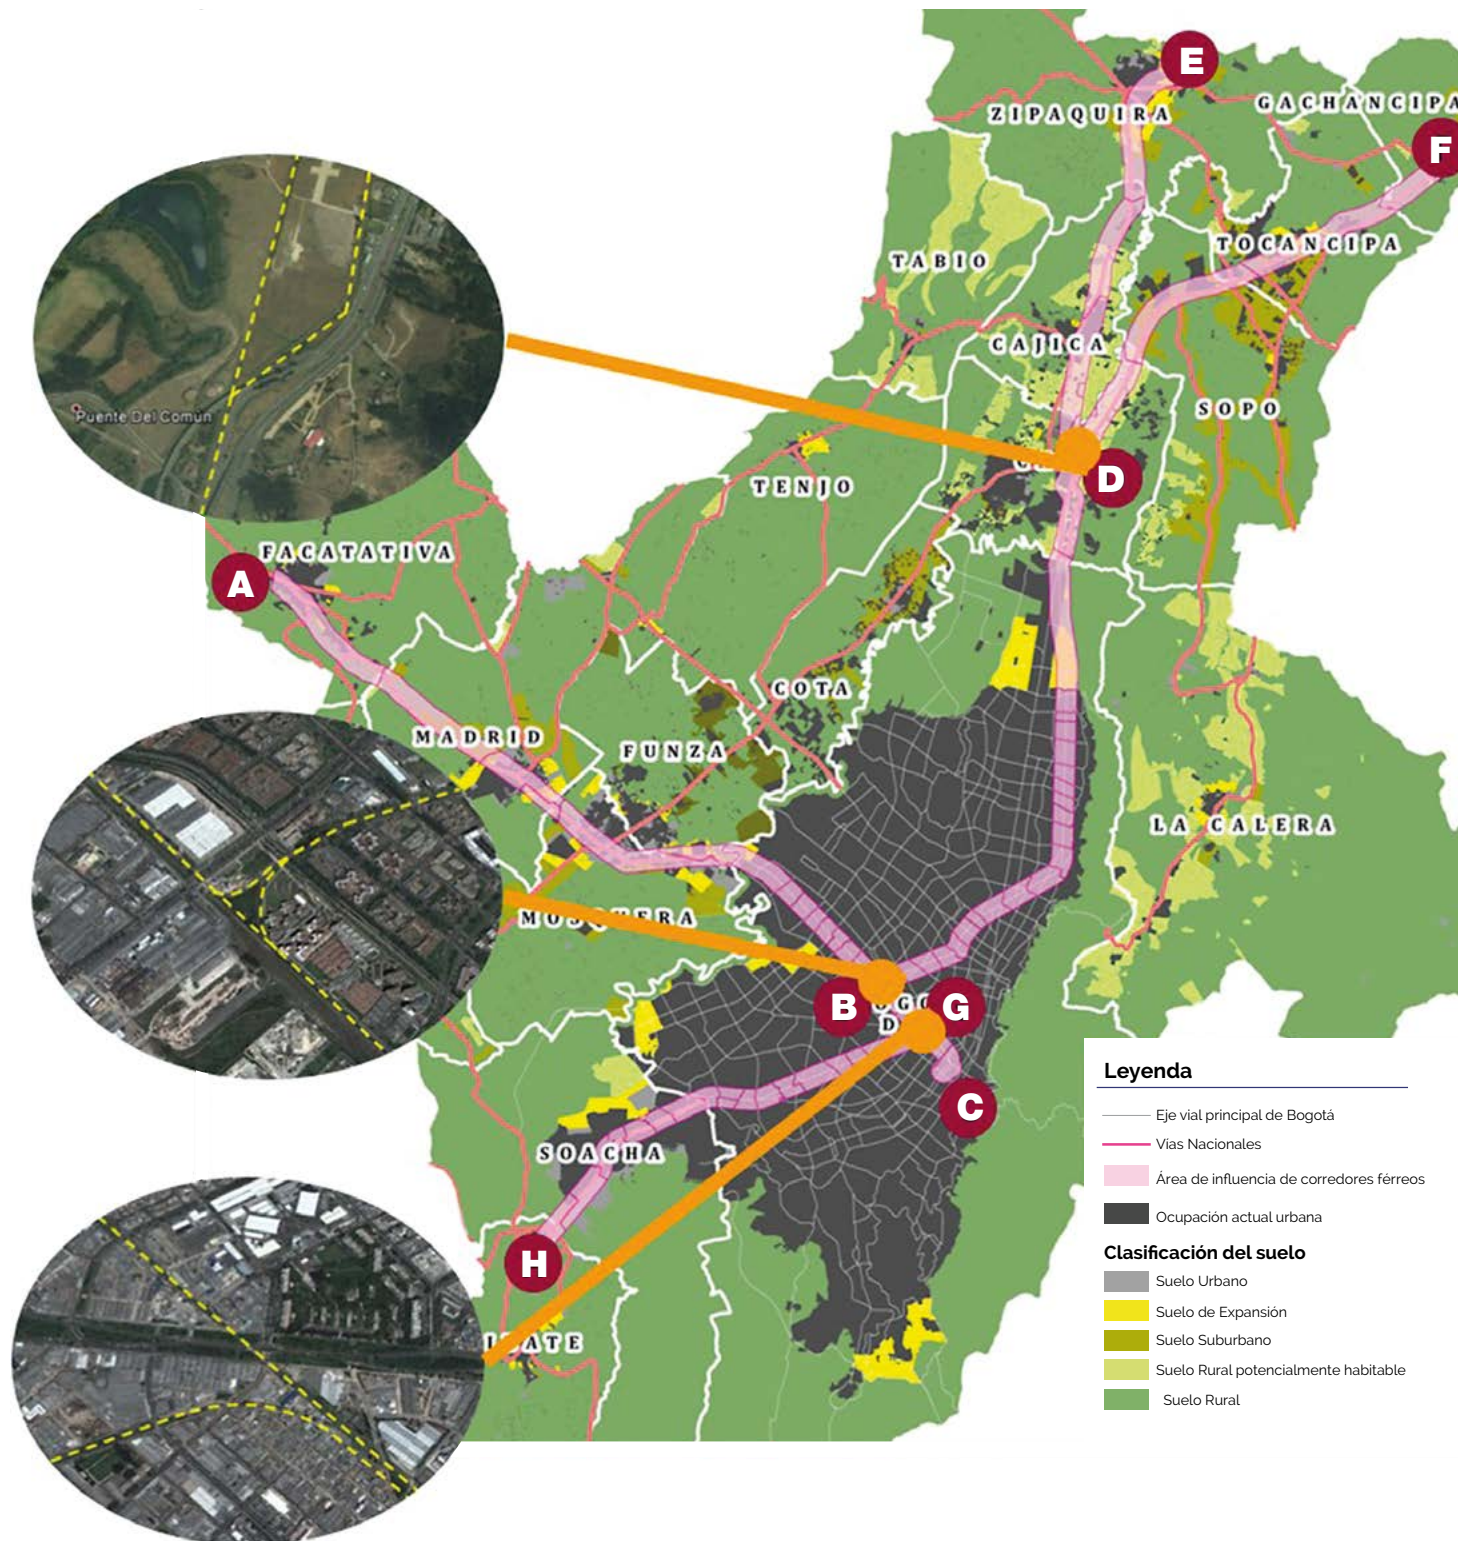 E
ZIPAQUIRA
GACHANCIPA
F
TOCANCIPA
TABIO
CAJICA
SOPO
Puente Del Común
D
TENJO
FACATATIVA
A
COTA
MADRID
FUNZA
LA CALERA
MOSQUERA
B
G
C
SOACHA
H
Leyenda
Eje vial principal de Bogotá
Vías Nacionales
Área de influencia de corredores férreos
Ocupación actual urbana
Clasificación del suelo
Suelo Urbano
Suelo de Expansión
Suelo Suburbano
Suelo Rural potencialmente habitable
Suelo Rural